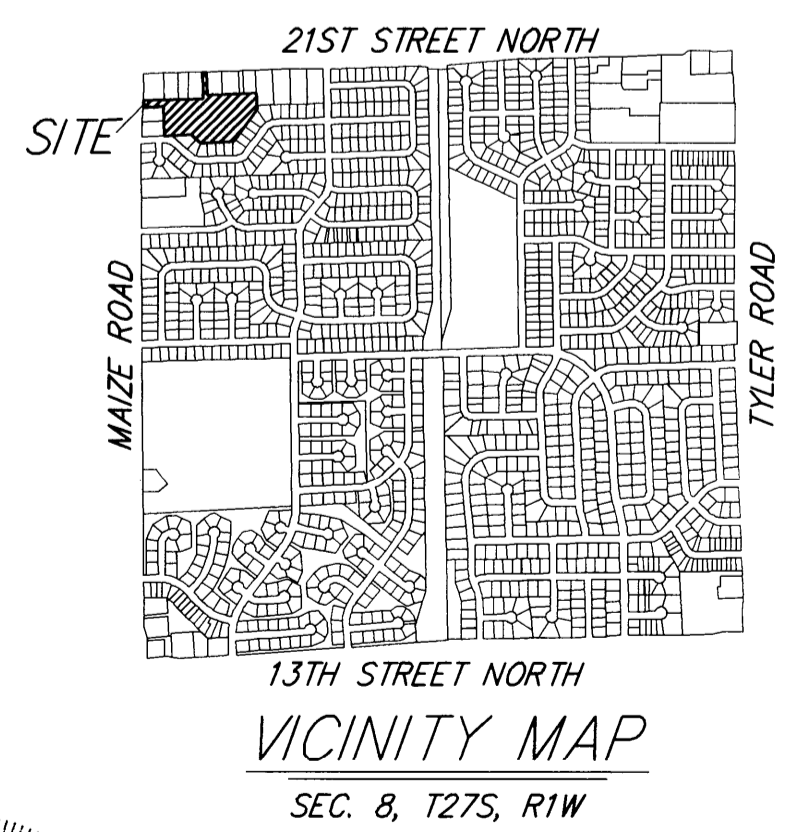 21ST STREET NORTH
SITE
MAIZE ROAD
TYLER ROAD
13TH STREET NORTH
VICINITY MAP
SEC. 8, T27S, R1W